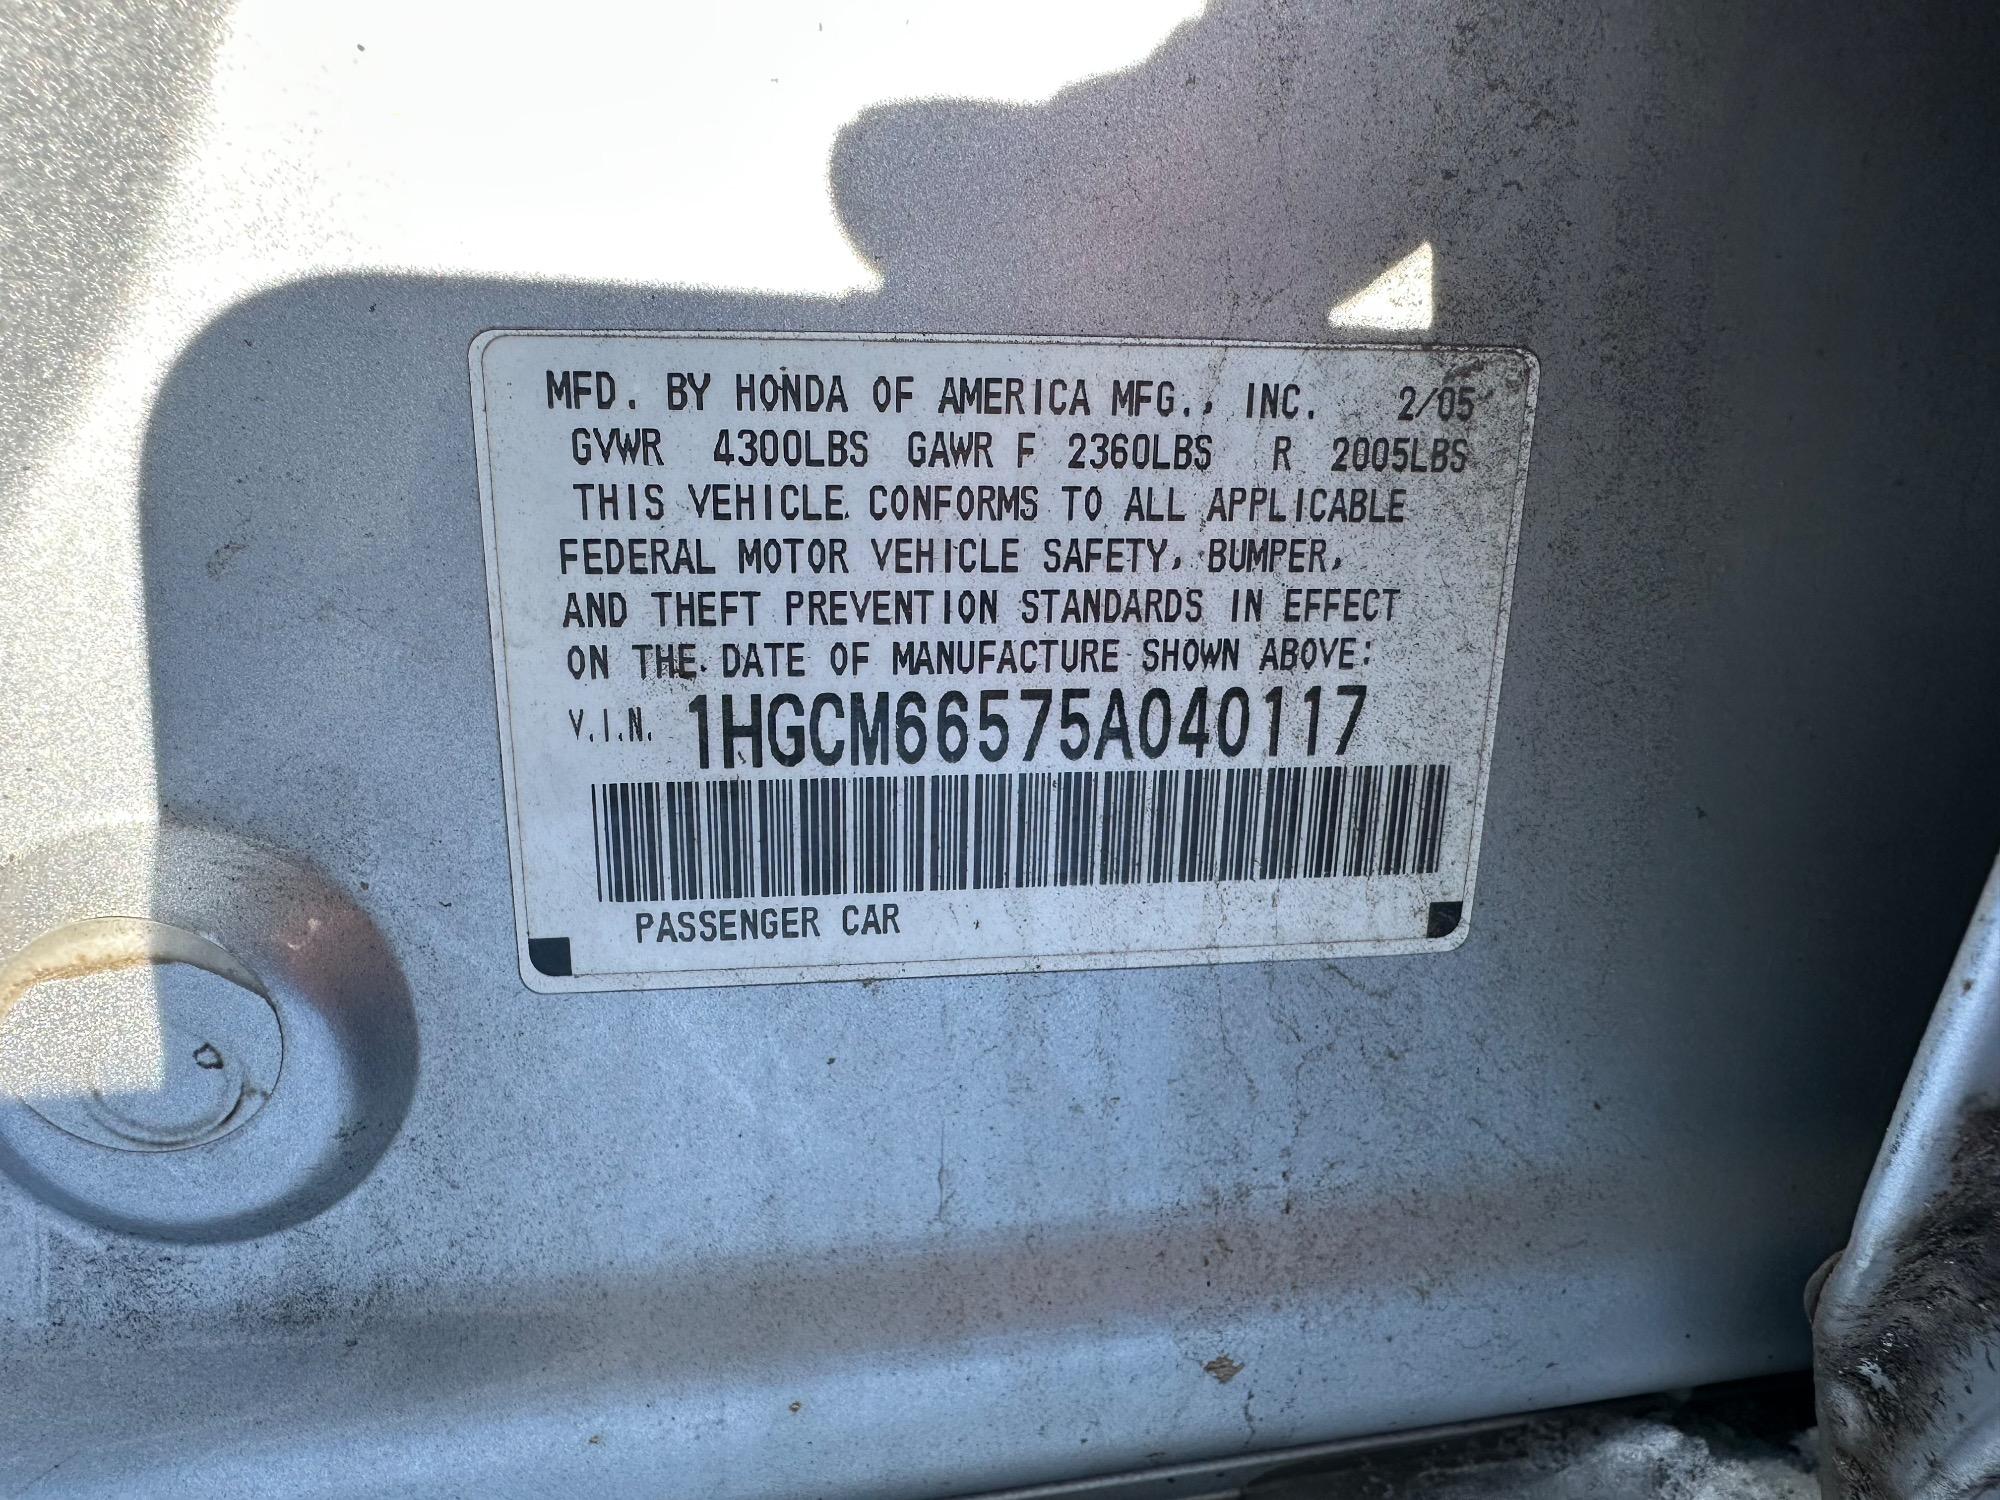 MFD. BY HONDA OF AMERICA MFG., INC. 2/05
GVWR 4300LBS GAWR F 2360LBS R 2005LBS
THIS VEHICLE CONFORMS TO ALL APPLICABLE
FEDERAL MOTOR VEHICLE SAFETY, BUMPER,
AND THEFT PREVENTION STANDARDS IN EFFECT
ON THE DATE OF MANUFACTURE SHOWN ABOVE:
V.I.N. 1HGCM66575A040117
PASSENGER CAR